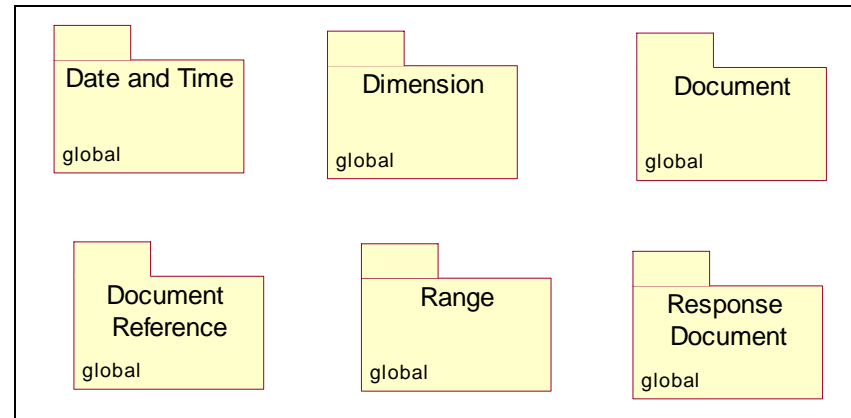 Date and Time
global
Dimension
global
Document
global
Document
Reference
global
Range
global
Response
Document
global